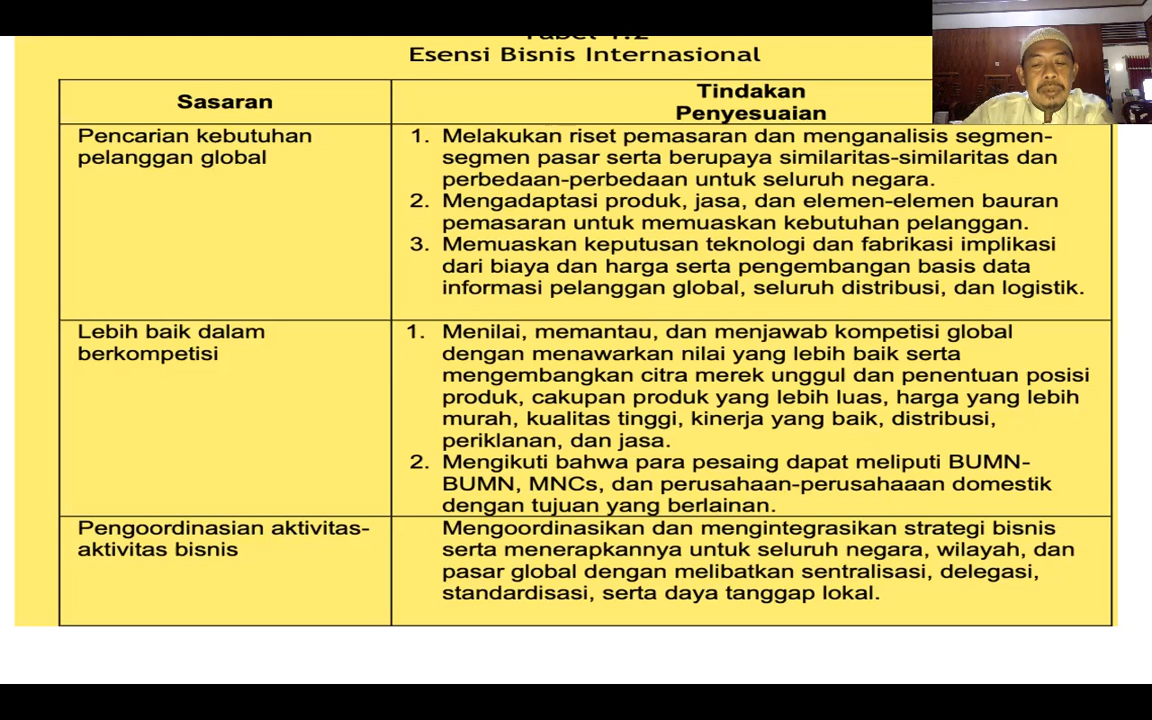 Tabel 1.2
Esensi Bisnis Internasional
Sasaran
Tindakan
Penyesuaian
Pencarian kebutuhan
pelanggan global
1. Melakukan riset pemasaran dan menganalisis segmen-
segmen pasar serta berupaya similaritas-similaritas dan
perbedaan-perbedaan untuk seluruh negara.
2. Mengadaptasi produk, jasa, dan elemen-elemen bauran
pemasaran untuk memuaskan kebutuhan pelanggan.
3. Memuaskan keputusan teknologi dan fabrikasi implikasi
dari biaya dan harga serta pengembangan basis data
informasi pelanggan global, seluruh distribusi, dan logistik.
Lebih baik dalam
berkompetisi
1. Menilai, memantau, dan menjawab kompetisi global
dengan menawarkan nilai yang lebih baik serta
mengembangkan citra merek unggul dan penentuan posisi
produk, cakupan produk yang lebih luas, harga yang lebih
murah, kualitas tinggi, kinerja yang baik, distribusi,
periklanan, dan jasa.
2. Mengikuti bahwa para pesaing dapat meliputi BUMN-
BUMN, MNCs, dan perusahaan-perusahaaan domestik
dengan tujuan yang berlainan.
Pengoordinasian aktivitas-
aktivitas bisnis
Mengoordinasikan dan mengintegrasikan strategi bisnis
serta menerapkannya untuk seluruh negara, wilayah, dan
pasar global dengan melibatkan sentralisasi, delegasi,
standardisasi, serta daya tanggap lokal.